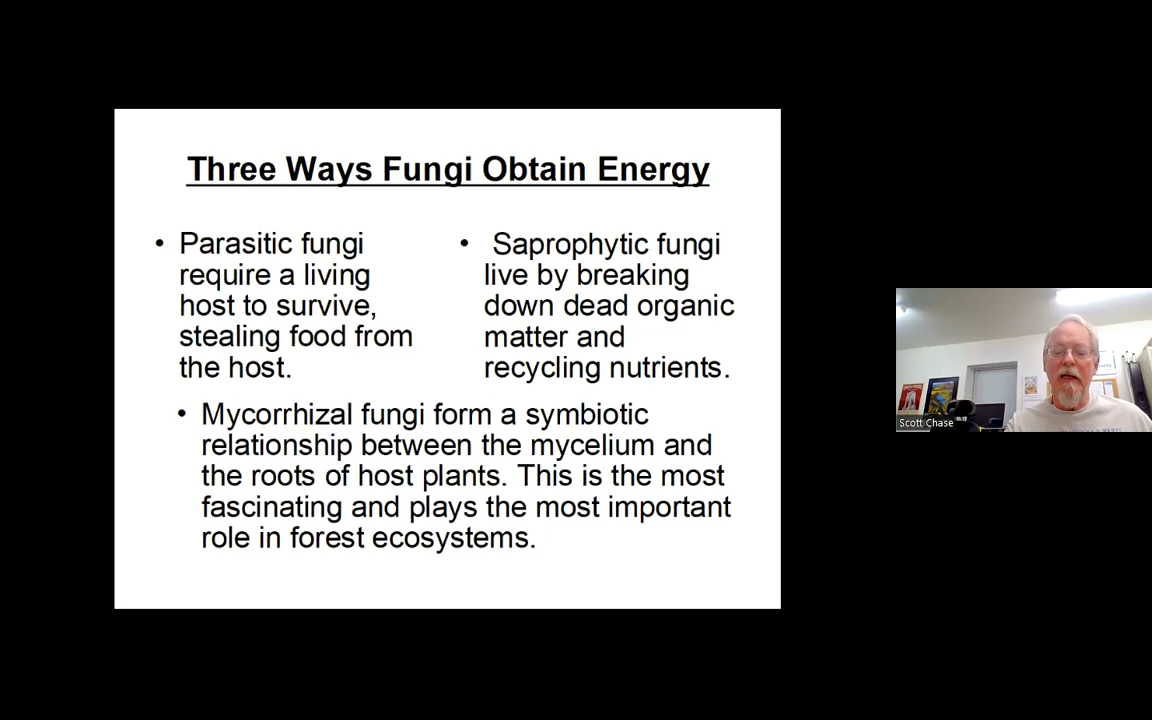 Three Ways Fungi Obtain Energy
• Parasitic fungi
require a living
host to survive,
stealing food from
the host.
• Saprophytic fungi
live by breaking
down dead organic
matter and
recycling nutrients.
• Mycorrhizal fungi form a symbiotic
relationship between the mycelium and
the roots of host plants. This is the most
fascinating and plays the most important
role in forest ecosystems.
Scott Chase